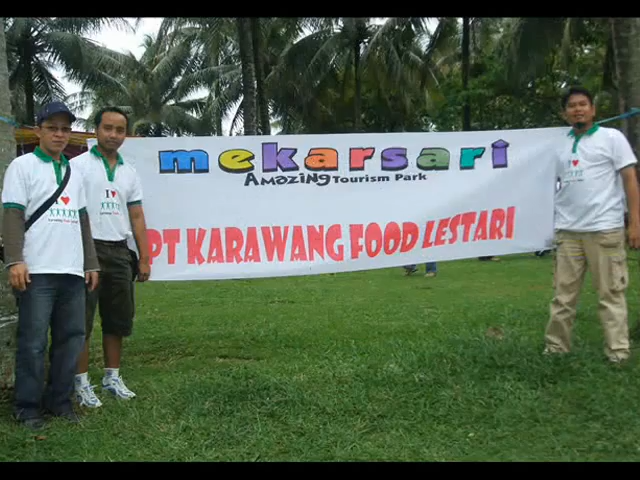 mekarsari
Amazing Tourism Park
PT KARAWANG FOOD LESTARI
I ♥
I ♥
I ♥